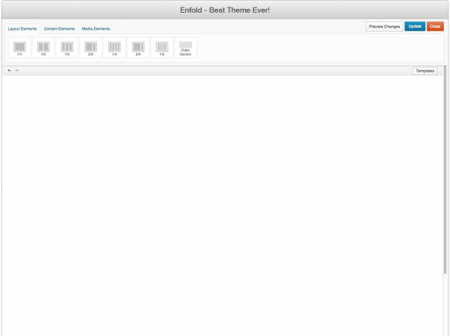 Enfold - Best Theme Ever!
Layout Elements Content Elements Media Elements Preview Changes Update Close
1/1 1/2 1/3 2/3 1/4 3/4 1/5 Color Section
Templates